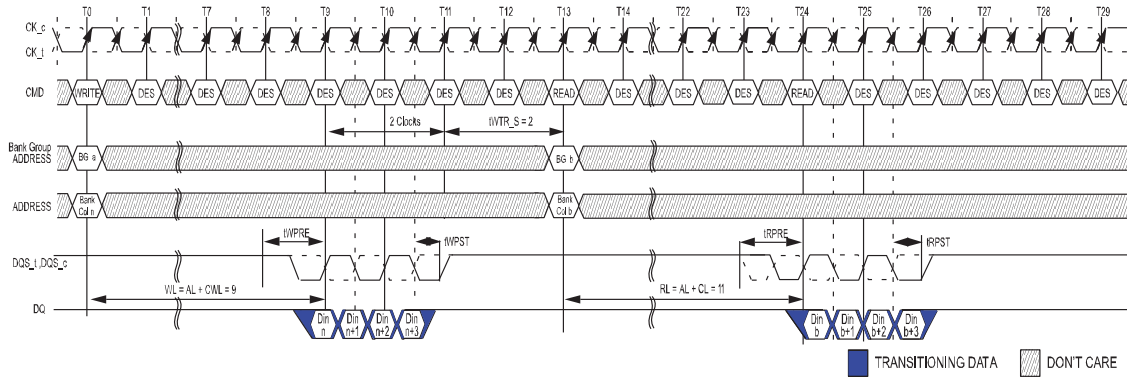 T0 T1 T7 T8 T9 T10 T11 T12 T13 T14 T22 T23 T24 T25 T26 T27 T28 T29
CK_c
CK_t
CMD WRITE DES DES DES DES DES DES DES READ DES DES DES READ DES DES DES DES DES
2 Clocks tWTR_S = 2
Bank Group
ADDRESS BG a BG b
ADDRESS Bank Col n Bank Col b
tWPRE tWPST tRPRE tRPST
DQS_t ,DQS_c
WL = AL + CWL = 9 RL = AL + CL = 11
DQ
Din n Din n+1 Din n+2 Din n+3 Din b Din b+1 Din b+2 Din b+3
TRANSITIONING DATA DON'T CARE